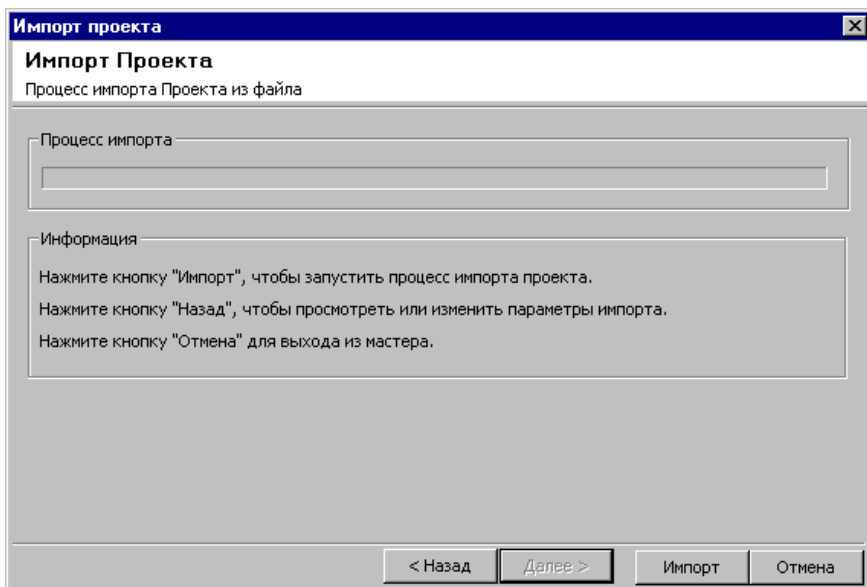 Импорт проекта
Импорт Проекта
Процесс импорта Проекта из файла
Процесс импорта
Информация
Нажмите кнопку "Импорт", чтобы запустить процесс импорта проекта.
Нажмите кнопку "Назад", чтобы просмотреть или изменить параметры импорта.
Нажмите кнопку "Отмена" для выхода из мастера.
< Назад Далее > Импорт Отмена